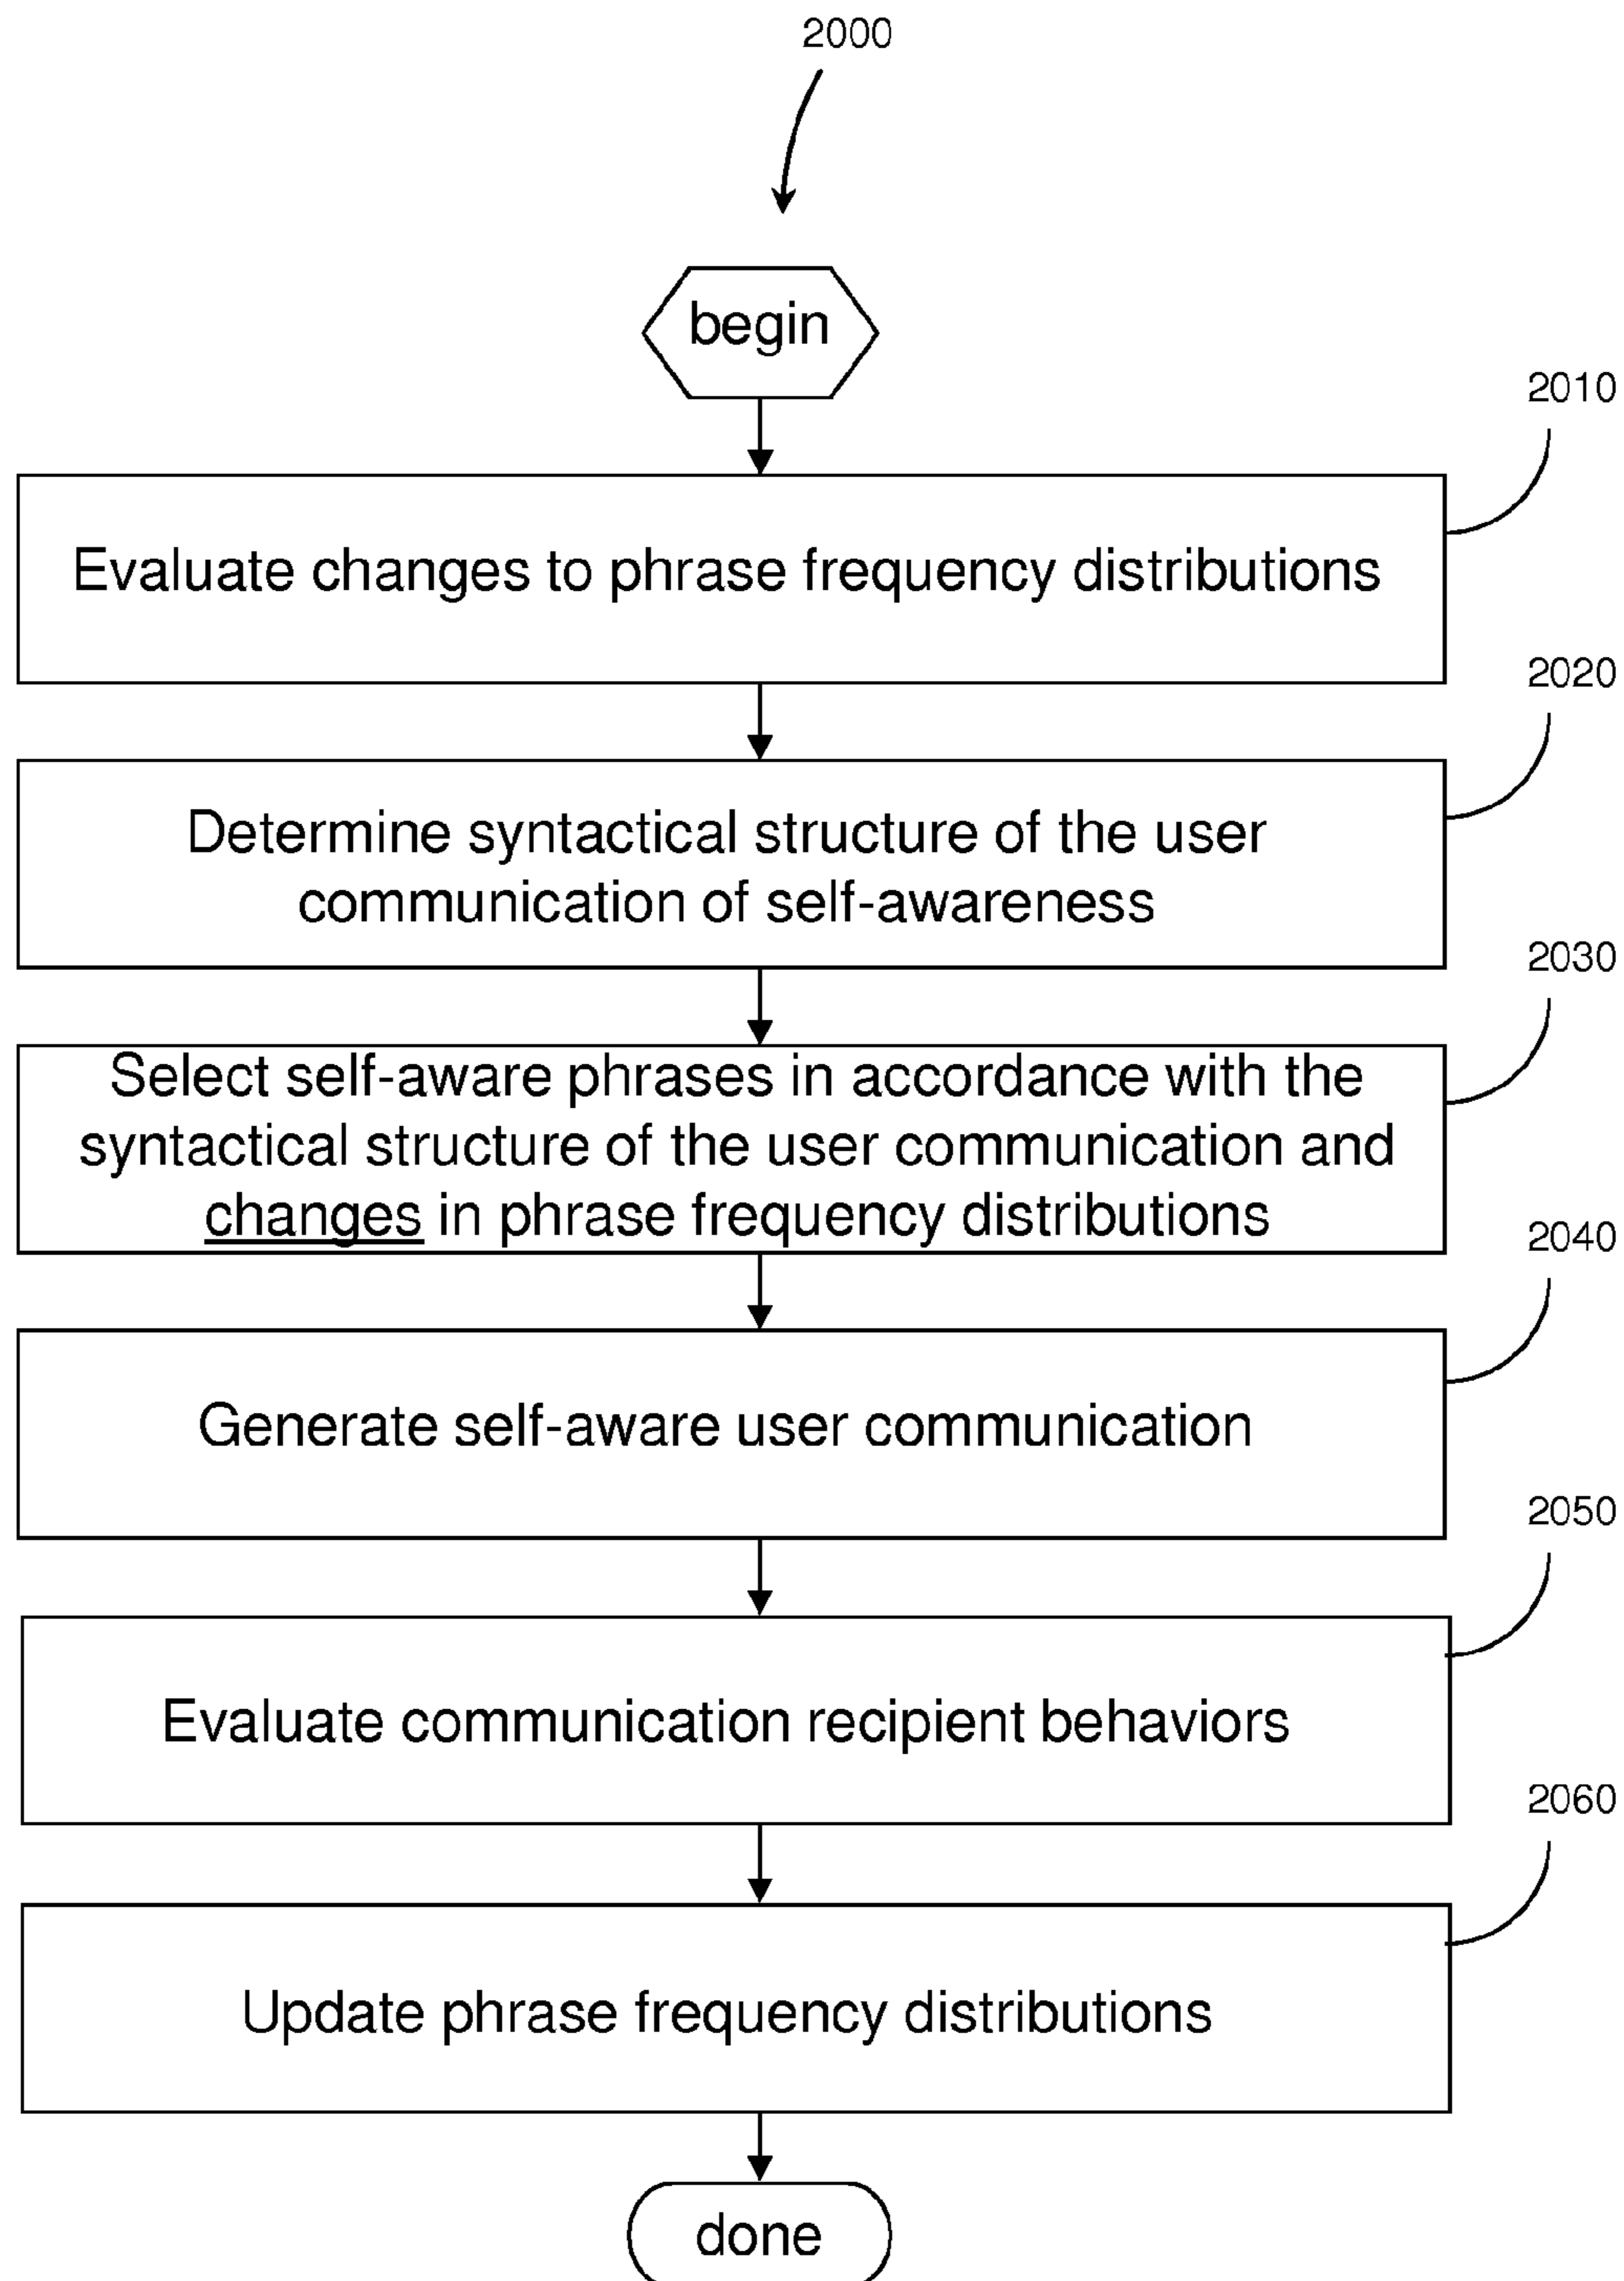 2000
begin
2010
Evaluate changes to phrase frequency distributions
2020
Determine syntactical structure of the user
communication of self-awareness
2030
Select self-aware phrases in accordance with the
syntactical structure of the user communication and
changes in phrase frequency distributions
2040
Generate self-aware user communication
2050
Evaluate communication recipient behaviors
2060
Update phrase frequency distributions
done